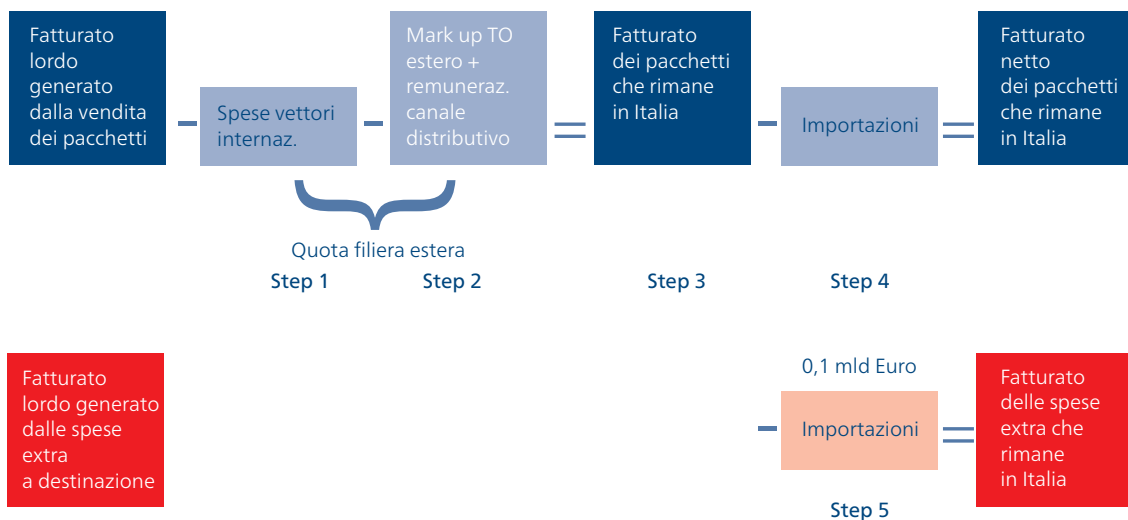 Fatturato
lordo
generato
dalla vendita
dei pacchetti
Spese vettori
internaz.
Mark up TO
estero +
remuneraz.
canale
distributivo
Fatturato
dei pacchetti
che rimane
in Italia
Importazioni
Fatturato
netto
dei pacchetti
che rimane
in Italia
Quota filiera estera
Step 1
Step 2
Step 3
Step 4
Fatturato
lordo generato
dalle spese
extra
a destinazione
0,1 mld Euro
Importazioni
Fatturato
delle spese
extra che
rimane
in Italia
Step 5